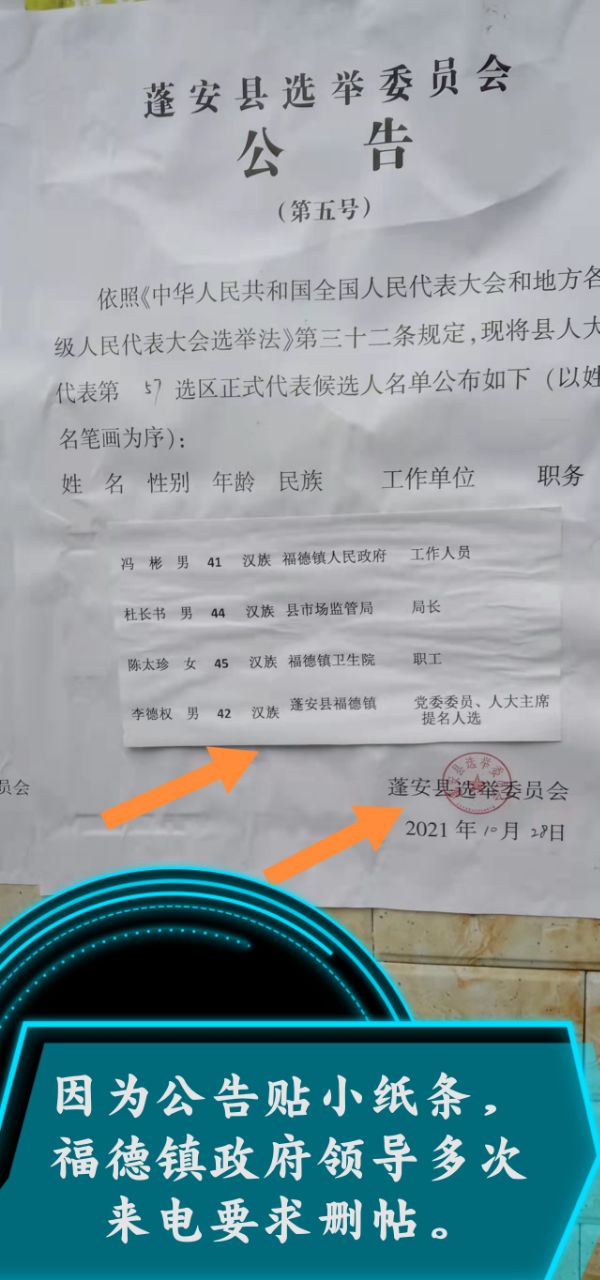 蓬安县选举委员会
公 告
（第五号）
依照《中华人民共和国全国人民代表大会和地方各
级人民代表大会选举法》第三十二条规定，现将县人大
代表第 57 选区正式代表候选人名单公布如下（以姓
名笔画为序）：
姓 名 性别 年龄 民族 工作单位 职务
冯 彬 男 41 汉族 福德镇人民政府 工作人员
杜长书 男 44 汉族 县市场监管局 局长
陈太珍 女 45 汉族 福德镇卫生院 职工
李德权 男 42 汉族 蓬安县福德镇 党委委员、人大主席
提名人选
员会
蓬安县选举委员会
蓬安县选举委员会
2021 年 10 月 28 日
因为公告贴小纸条，
福德镇政府领导多次
来电要求删帖。